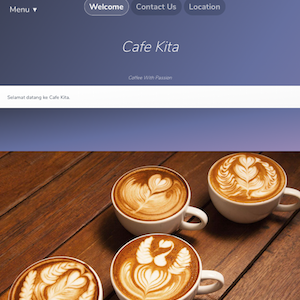 Menu ▾
Welcome
Contact Us
Location
Cafe Kita
Coffee With Passion
Selamat datang ke Cafe Kita.